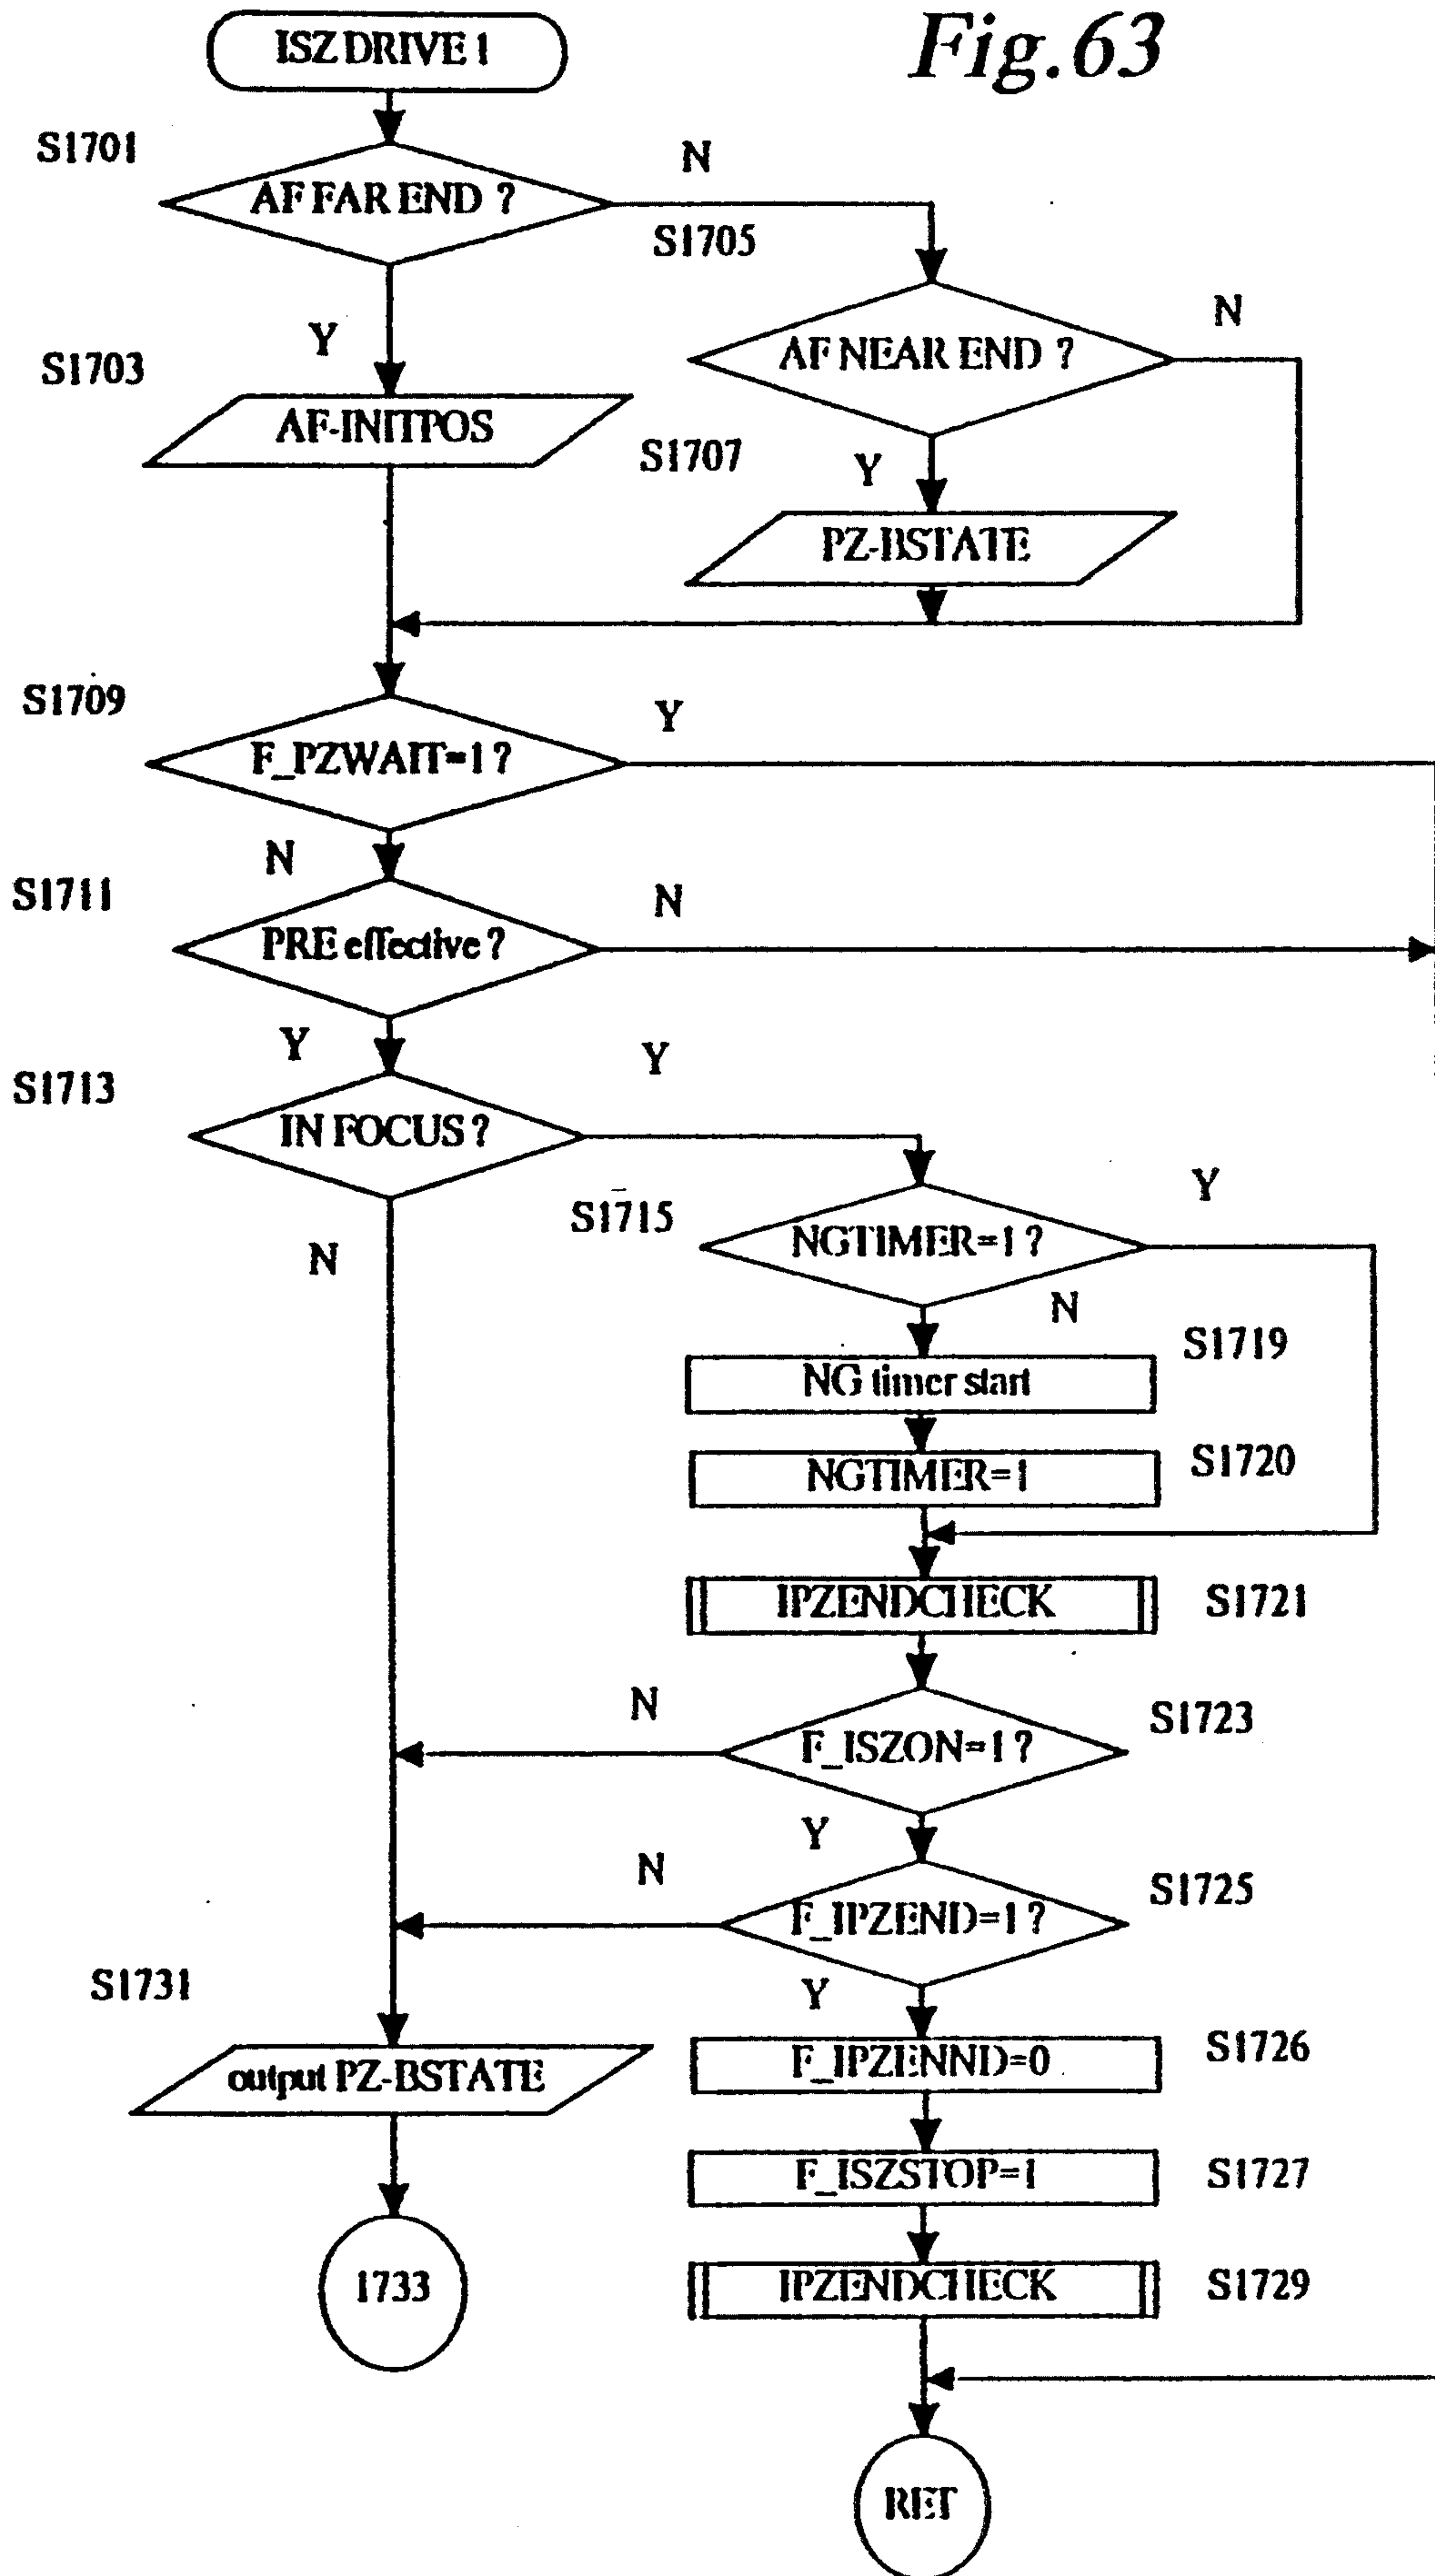 Fig.63
ISZ DRIVE 1
S1701
AF FAR END ?
N
S1705
Y
AF NEAR END ?
N
S1703
AF-INITPOS
S1707
Y
PZ-BSTATE
S1709
F_PZWAIT=1 ?
Y
N
S1711
PRE effective ?
N
Y
S1713
IN FOCUS ?
Y
N
S1715
NGTIMER=1 ?
Y
N
NG timer start
S1719
NGTIMER=1
S1720
IPZENDCHECK
S1721
F_ISZON=1 ?
S1723
N
Y
F_IPZEND=1 ?
S1725
N
Y
S1731
output PZ-BSTATE
1733
F_IPZENND=0
S1726
F_ISZSTOP=1
S1727
IPZENDCHECK
S1729
RET